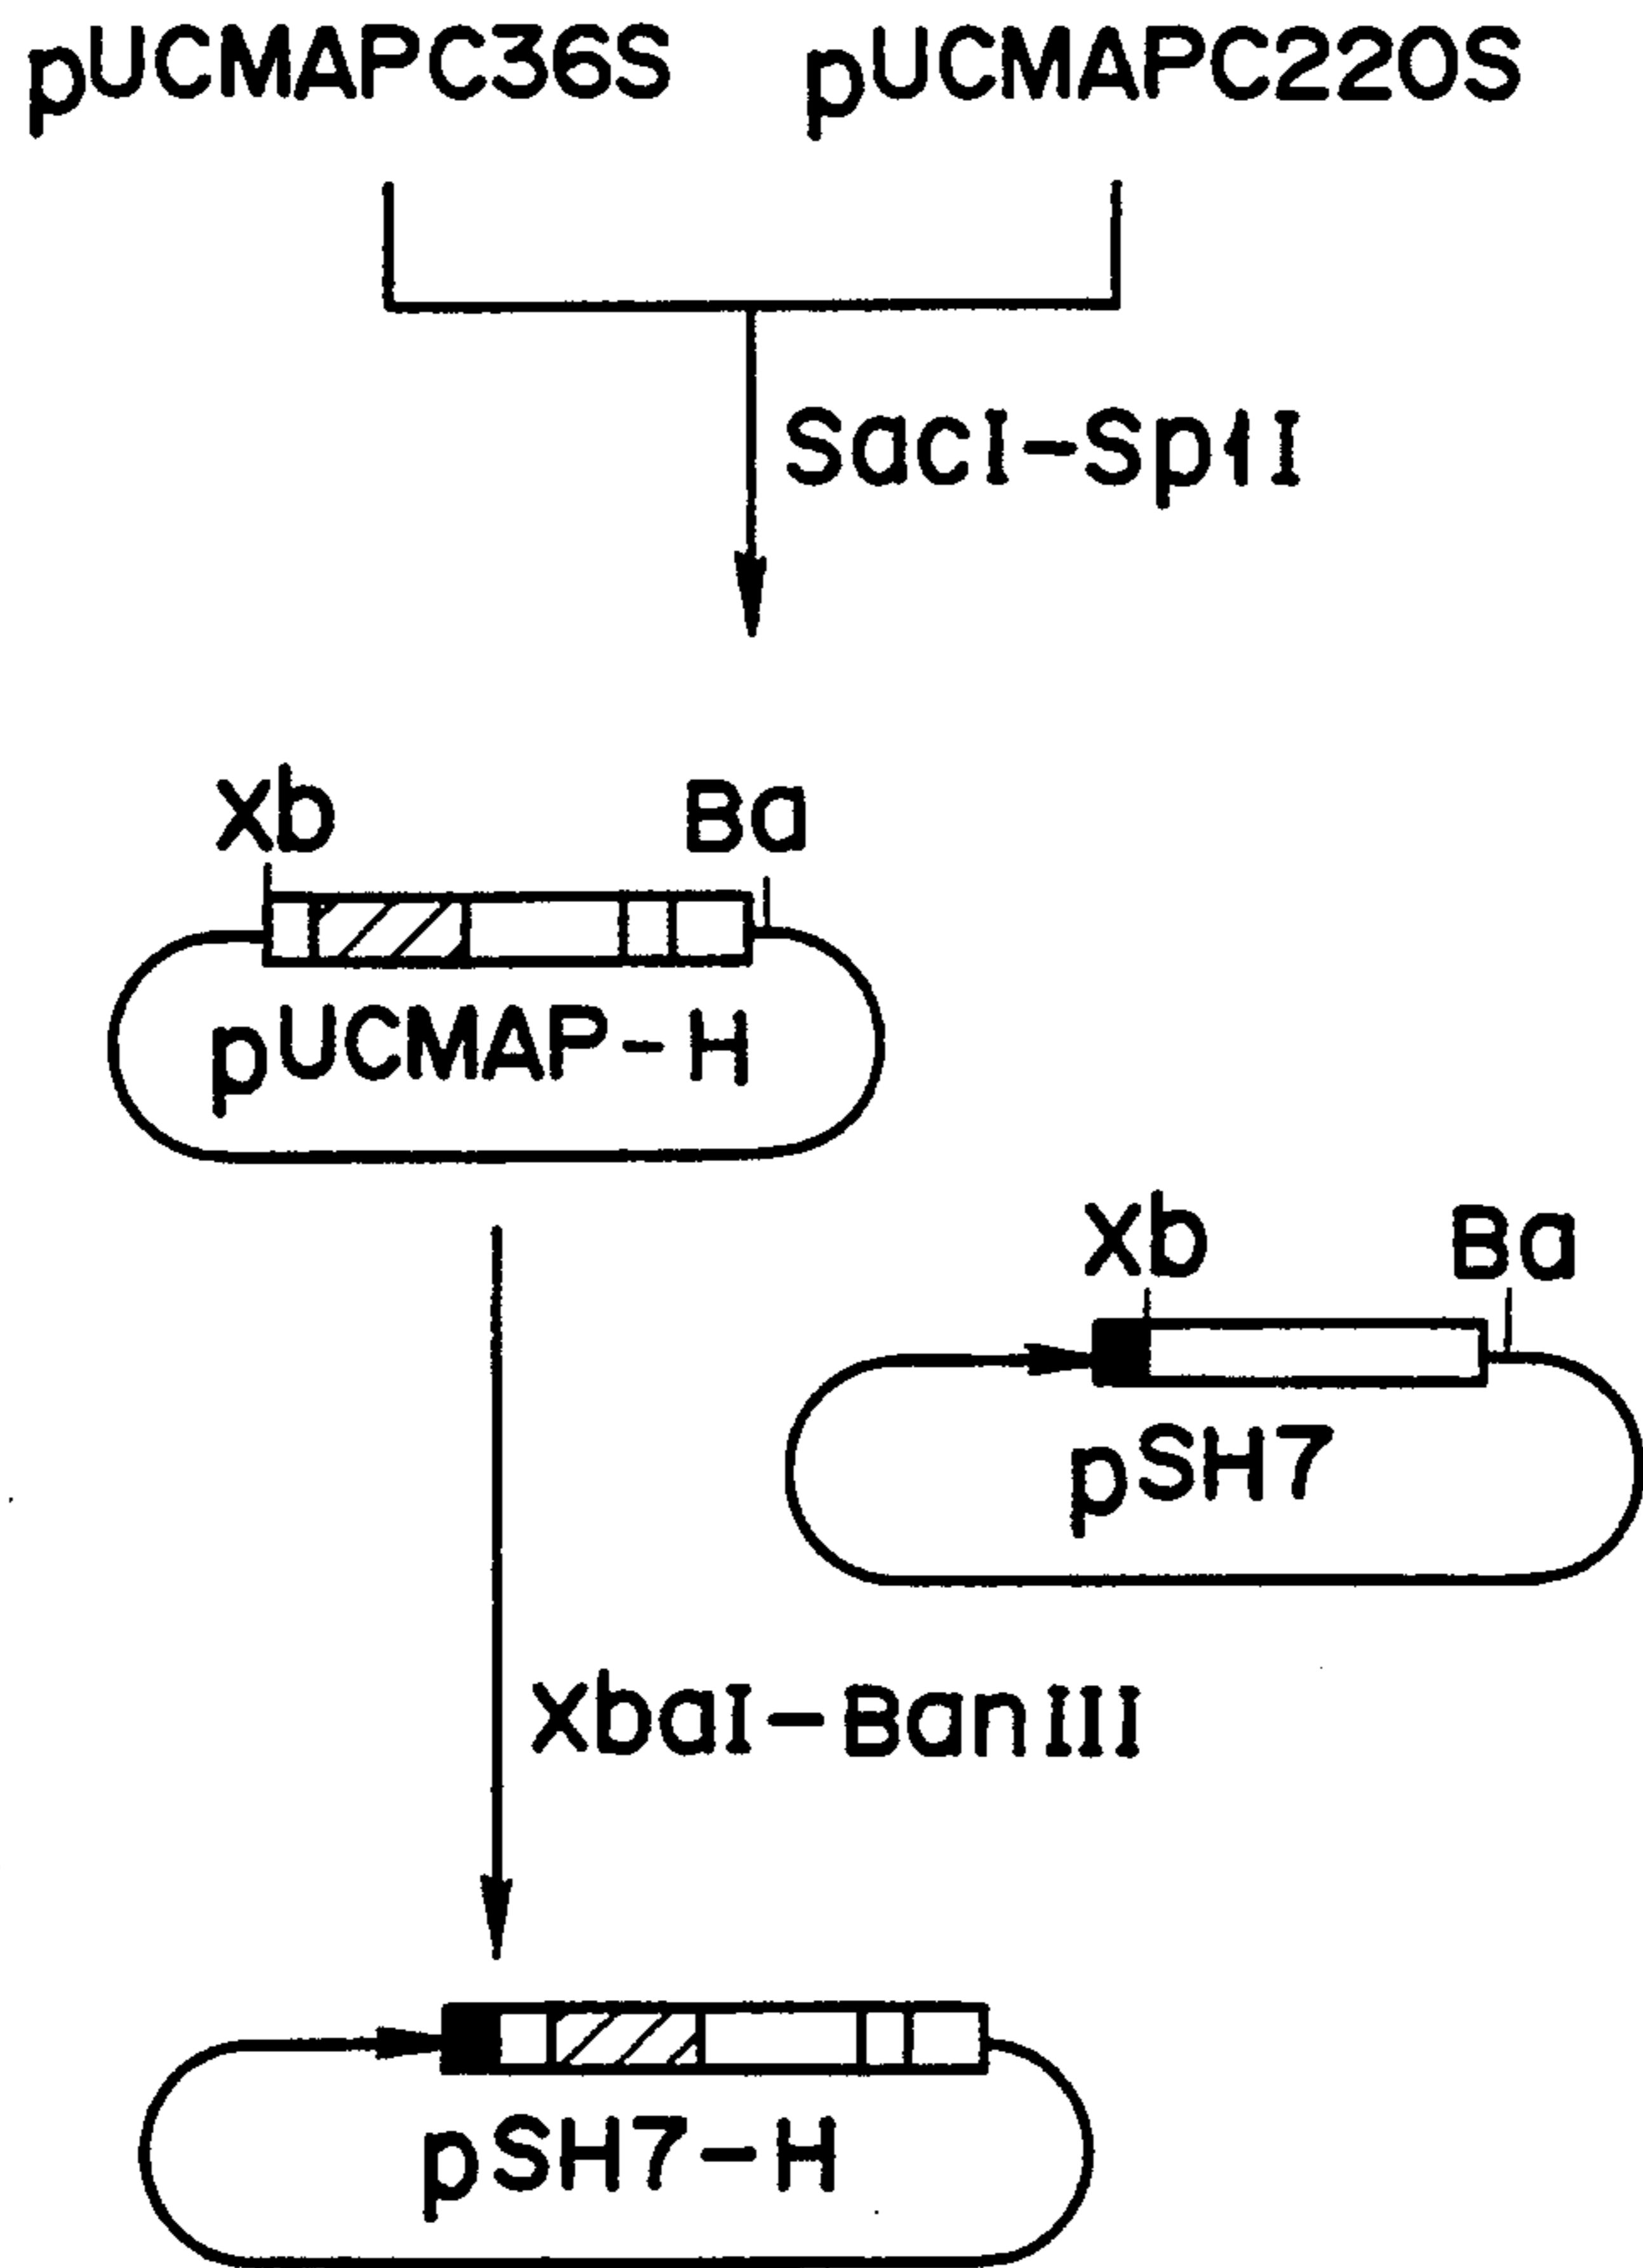 pUCMAPC36S pUCMAPC220S
SacI-SplI
Xb Ba
pUCMAP-H
Xb Ba
pSH7
XbaI-BanIII
pSH7-H